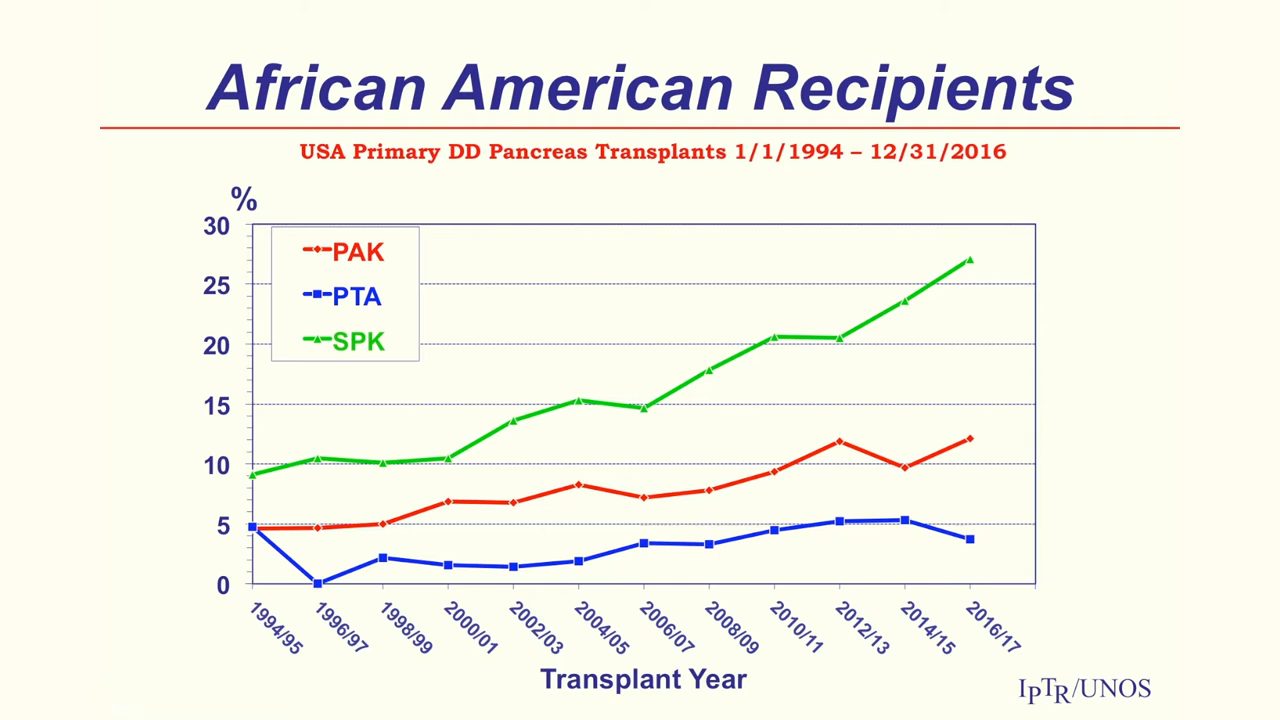 African American Recipients
USA Primary DD Pancreas Transplants 1/1/1994 – 12/31/2016
%
30
25
20
15
10
5
0
PAK
PTA
SPK
1994/95
1996/97
1998/99
2000/01
2002/03
2004/05
2006/07
2008/09
2010/11
2012/13
2014/15
2016/17
Transplant Year
IPTR/UNOS